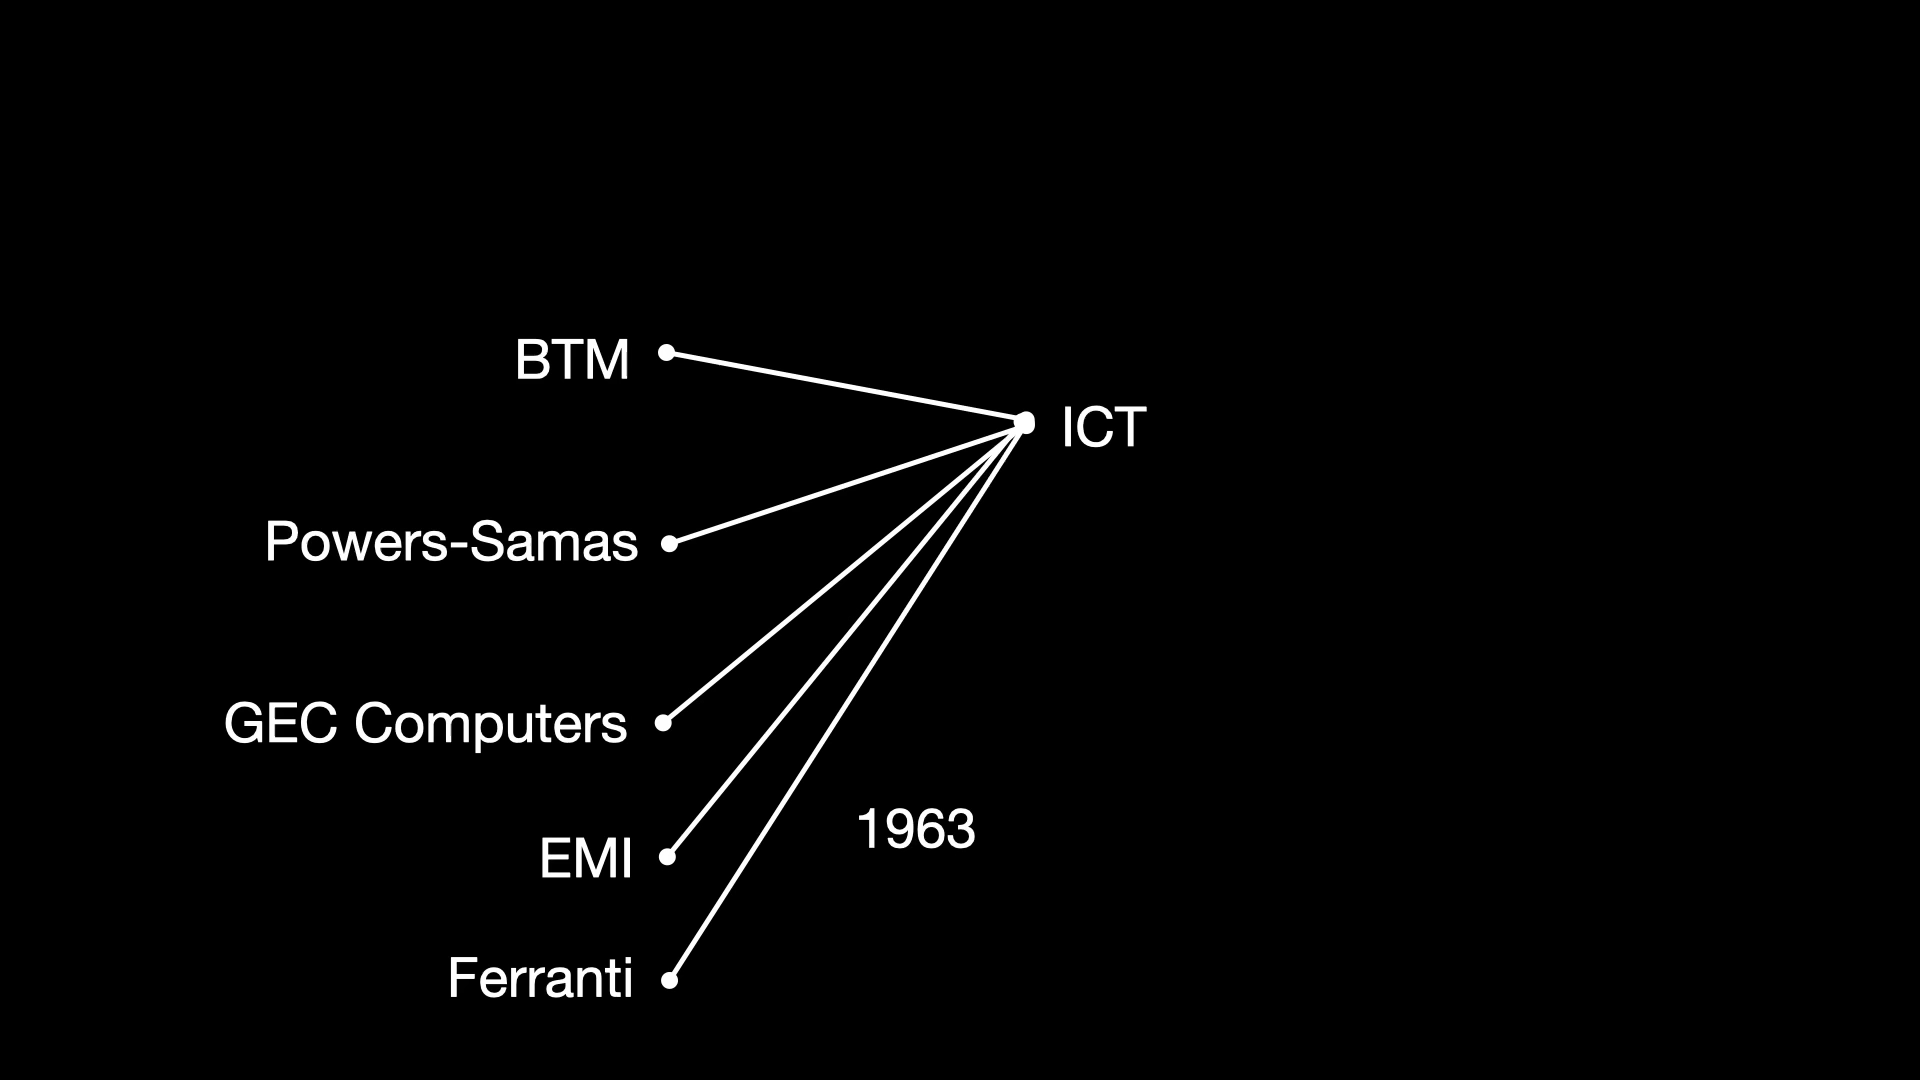 BTM
ICT
Powers-Samas
GEC Computers
1963
EMI
Ferranti